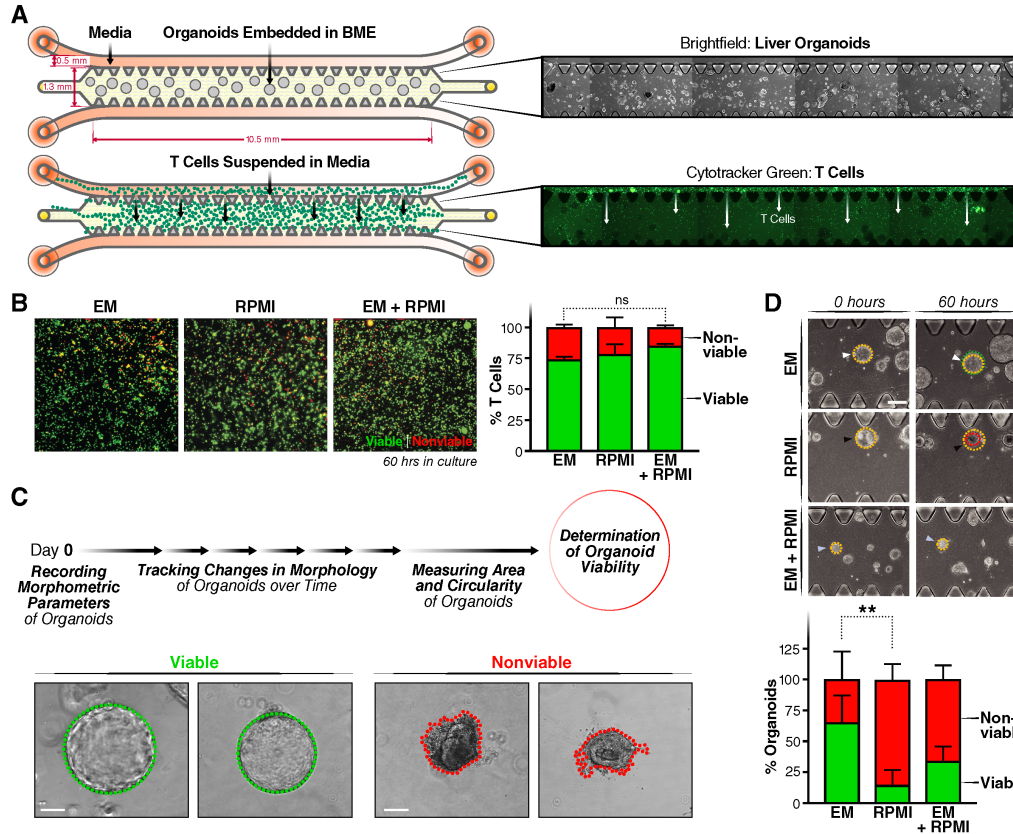 A
Media
Organoids Embedded in BME
0.5 mm
1.3 mm
10.5 mm
Brightfield: Liver Organoids
T Cells Suspended in Media
Cytotracker Green: T Cells
T Cells
B
EM
RPMI
EM + RPMI
Viable | Nonviable
60 hrs in culture
ns
% T Cells
100
75
50
25
0
Non-
viable
Viable
EM
RPMI
EM
+ RPMI
C
Day 0
Recording
Morphometric
Parameters
of Organoids
Tracking Changes in Morphology
of Organoids over Time
Measuring Area
and Circularity
of Organoids
Determination
of Organoid
Viability
Viable
Nonviable
D
0 hours
60 hours
EM
RPMI
EM + RPMI
**
% Organoids
125
100
75
50
25
0
Non-
viabl
Viab
EM
RPMI
EM
+ RPMI